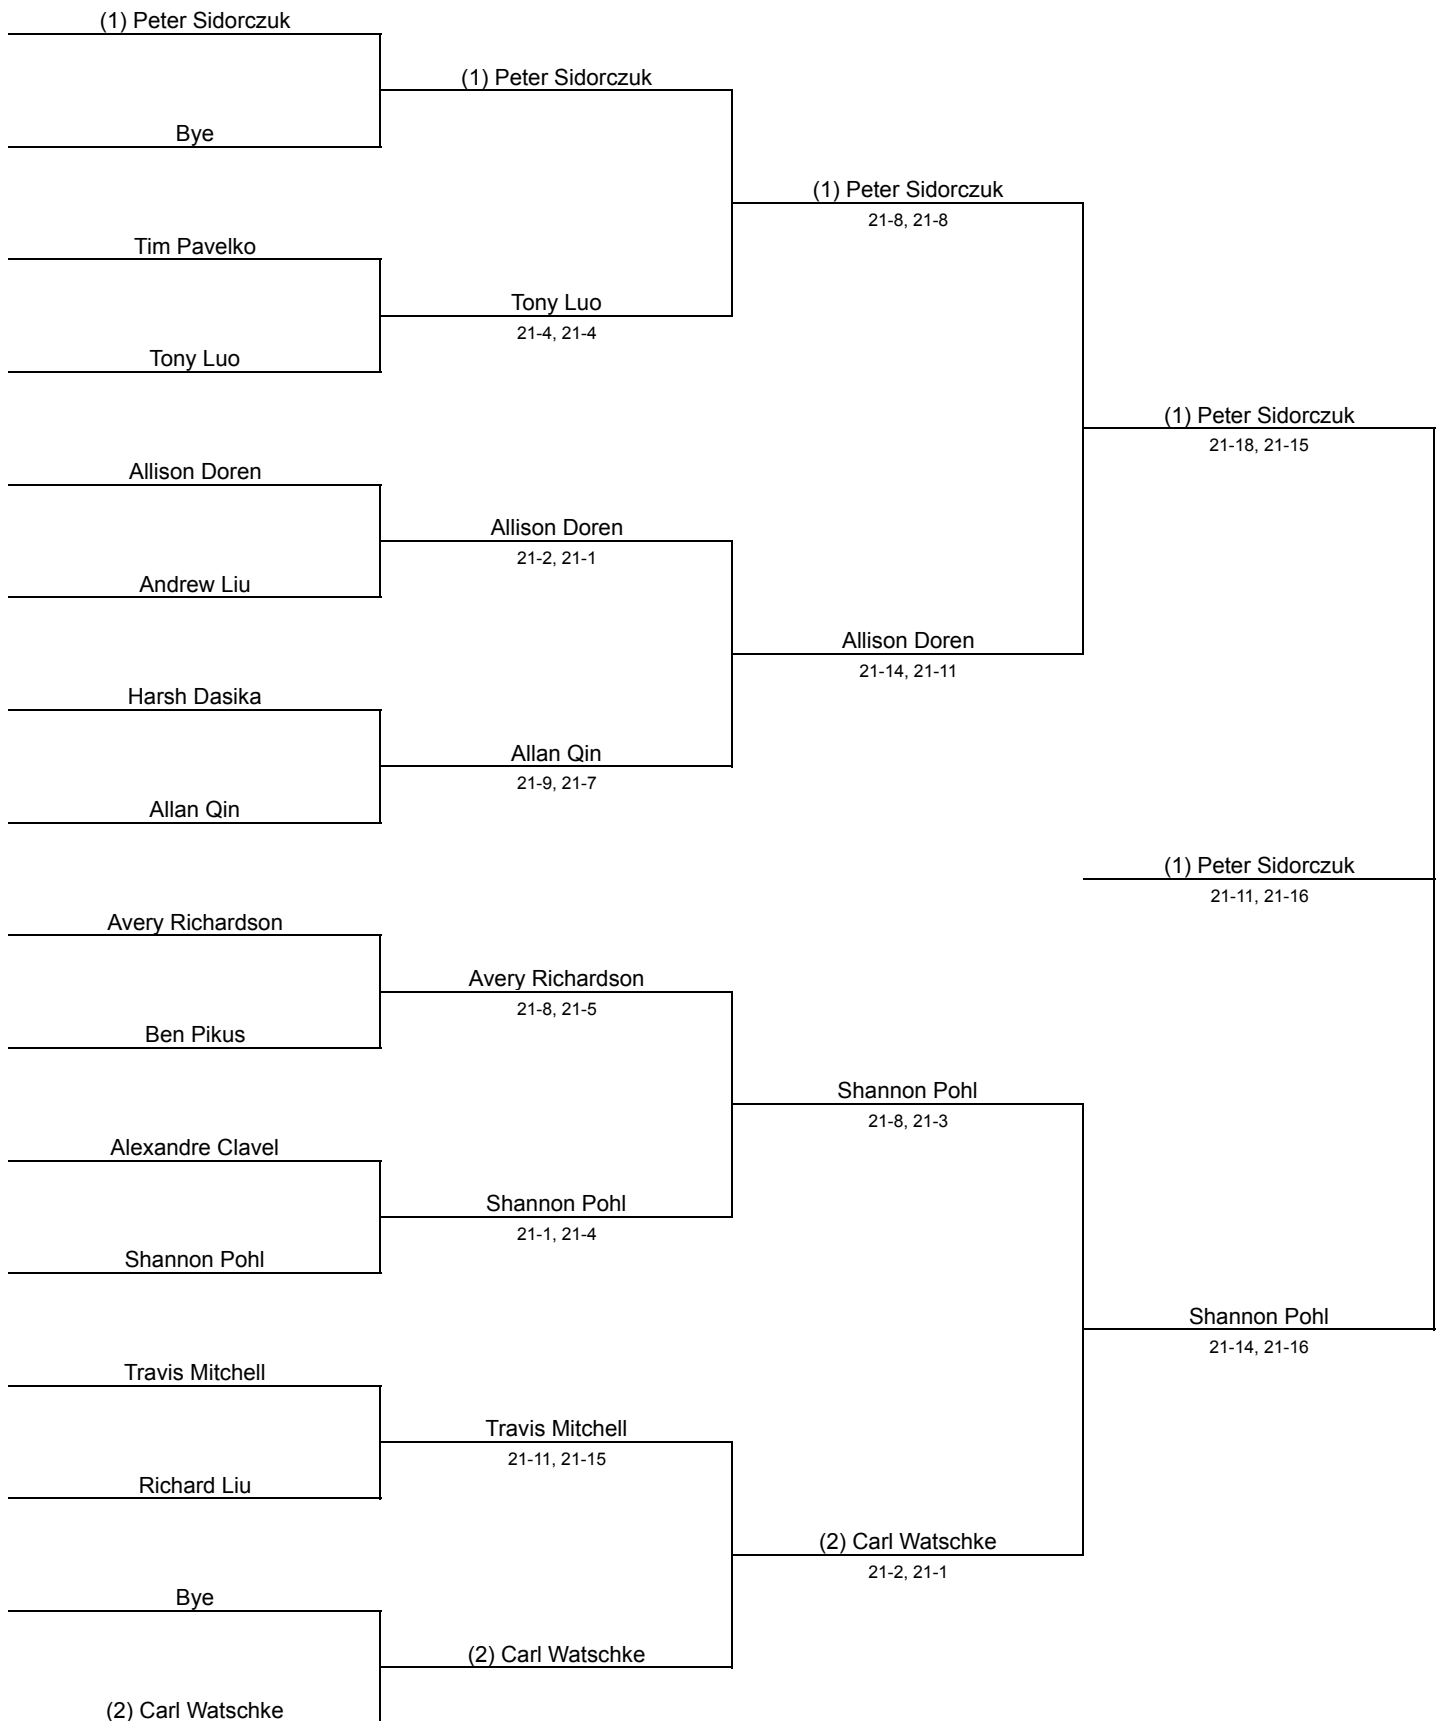 (1) Peter Sidorczuk
(1) Peter Sidorczuk
Bye
(1) Peter Sidorczuk
21-8, 21-8
Tim Pavelko
Tony Luo
21-4, 21-4
Tony Luo
(1) Peter Sidorczuk
21-18, 21-15
Allison Doren
Allison Doren
21-2, 21-1
Andrew Liu
Allison Doren
21-14, 21-11
Harsh Dasika
Allan Qin
21-9, 21-7
Allan Qin
(1) Peter Sidorczuk
21-11, 21-16
Avery Richardson
Avery Richardson
21-8, 21-5
Ben Pikus
Shannon Pohl
21-8, 21-3
Alexandre Clavel
Shannon Pohl
21-1, 21-4
Shannon Pohl
Shannon Pohl
21-14, 21-16
Travis Mitchell
Travis Mitchell
21-11, 21-15
Richard Liu
(2) Carl Watschke
21-2, 21-1
Bye
(2) Carl Watschke
(2) Carl Watschke